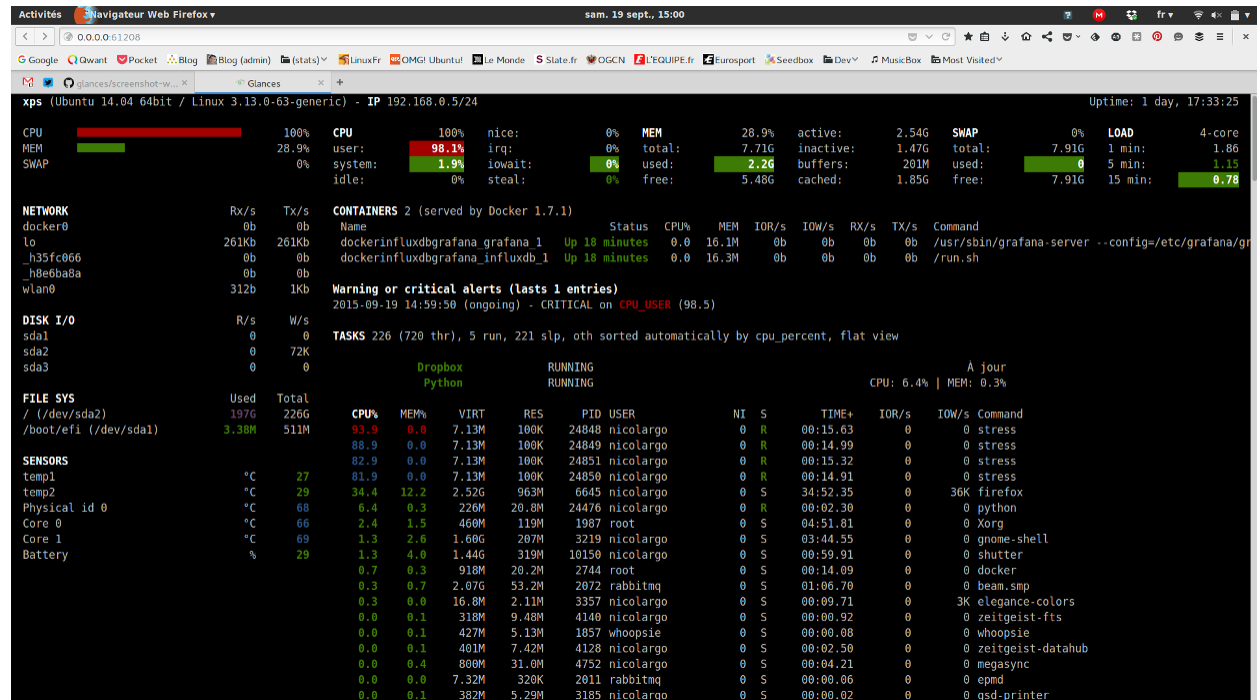 Activités Navigateur Web Firefox ▾ sam. 19 sept., 15:00 fr ▾
0.0.0.0:61208
Google Qwant Pocket Blog Blog (admin) (stats) LinuxFr OMG! Ubuntu! Le Monde Slate.fr OGCN L'EQUIPE.fr Eurosport Seedbox Dev MusicBox Most Visited
glances/screenshot-w... × Glances × +
xps (Ubuntu 14.04 64bit / Linux 3.13.0-63-generic) - IP 192.168.0.5/24 Uptime: 1 day, 17:33:25
CPU 100% CPU 100% nice: 0% MEM 28.9% active: 2.54G SWAP 0% LOAD 4-core
MEM 28.9% user: 98.1% irq: 0% total: 7.71G inactive: 1.47G total: 7.91G 1 min: 1.86
SWAP 0% system: 1.9% iowait: 0% used: 2.2G buffers: 201M used: 0 5 min: 1.15
idle: 0% steal: 0% free: 5.48G cached: 1.85G free: 7.91G 15 min: 0.78
NETWORK Rx/s Tx/s CONTAINERS 2 (served by Docker 1.7.1)
docker0 0b 0b Name Status CPU% MEM IOR/s IOW/s RX/s TX/s Command
lo 261Kb 261Kb dockerinfluxdbgrafana_grafana_1 Up 18 minutes 0.0 16.1M 0b 0b 0b 0b /usr/sbin/grafana-server --config=/etc/grafana/gr
_h35fc066 0b 0b dockerinfluxdbgrafana_influxdb_1 Up 18 minutes 0.0 16.3M 0b 0b 0b 0b /run.sh
_h8e6ba8a 0b 0b
wlan0 312b 1Kb Warning or critical alerts (lasts 1 entries)
2015-09-19 14:59:50 (ongoing) - CRITICAL on CPU_USER (98.5)
DISK I/O R/s W/s
sda1 0 0 TASKS 226 (720 thr), 5 run, 221 slp, oth sorted automatically by cpu_percent, flat view
sda2 0 72K
sda3 0 0 Dropbox RUNNING À jour
Python RUNNING CPU: 6.4% | MEM: 0.3%
FILE SYS Used Total
/ (/dev/sda2) 197G 226G CPU% MEM% VIRT RES PID USER NI S TIME+ IOR/s IOW/s Command
/boot/efi (/dev/sda1) 3.38M 511M 93.9 0.0 7.13M 100K 24848 nicolargo 0 R 00:15.63 0 0 stress
88.9 0.0 7.13M 100K 24849 nicolargo 0 R 00:14.99 0 0 stress
SENSORS 82.9 0.0 7.13M 100K 24851 nicolargo 0 R 00:15.32 0 0 stress
temp1 °C 27 81.9 0.0 7.13M 100K 24850 nicolargo 0 R 00:14.91 0 0 stress
temp2 °C 29 34.4 12.2 2.52G 963M 6645 nicolargo 0 S 34:52.35 0 36K firefox
Physical id 0 °C 68 6.4 0.3 226M 20.8M 24476 nicolargo 0 R 00:02.30 0 0 python
Core 0 °C 66 2.4 1.5 460M 119M 1987 root 0 S 04:51.81 0 0 Xorg
Core 1 °C 69 1.3 2.6 1.60G 207M 3219 nicolargo 0 S 03:44.55 0 0 gnome-shell
Battery % 29 1.3 4.0 1.44G 319M 10150 nicolargo 0 S 00:59.91 0 0 shutter
0.7 0.3 918M 20.2M 2744 root 0 S 00:14.09 0 0 docker
0.3 0.7 2.07G 53.2M 2072 rabbitmq 0 S 01:06.70 0 0 beam.smp
0.3 0.0 16.8M 2.11M 3357 nicolargo 0 S 00:09.71 0 3K elegance-colors
0.0 0.1 318M 9.48M 4140 nicolargo 0 S 00:00.92 0 0 zeitgeist-fts
0.0 0.1 427M 5.13M 1857 whoopsie 0 S 00:00.08 0 0 whoopsie
0.0 0.1 401M 7.42M 4128 nicolargo 0 S 00:02.50 0 0 zeitgeist-datahub
0.0 0.4 800M 31.0M 4752 nicolargo 0 S 00:04.21 0 0 megasync
0.0 0.0 7.32M 320K 2011 rabbitmq 0 S 00:00.06 0 0 epmd
0.0 0.1 382M 5.29M 3185 nicolargo 0 S 00:00.02 0 0 gsd-printer